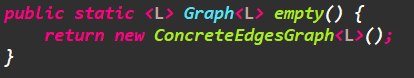 public static <L> Graph<L> empty() {
    return new ConcreteEdgesGraph<L>();
}